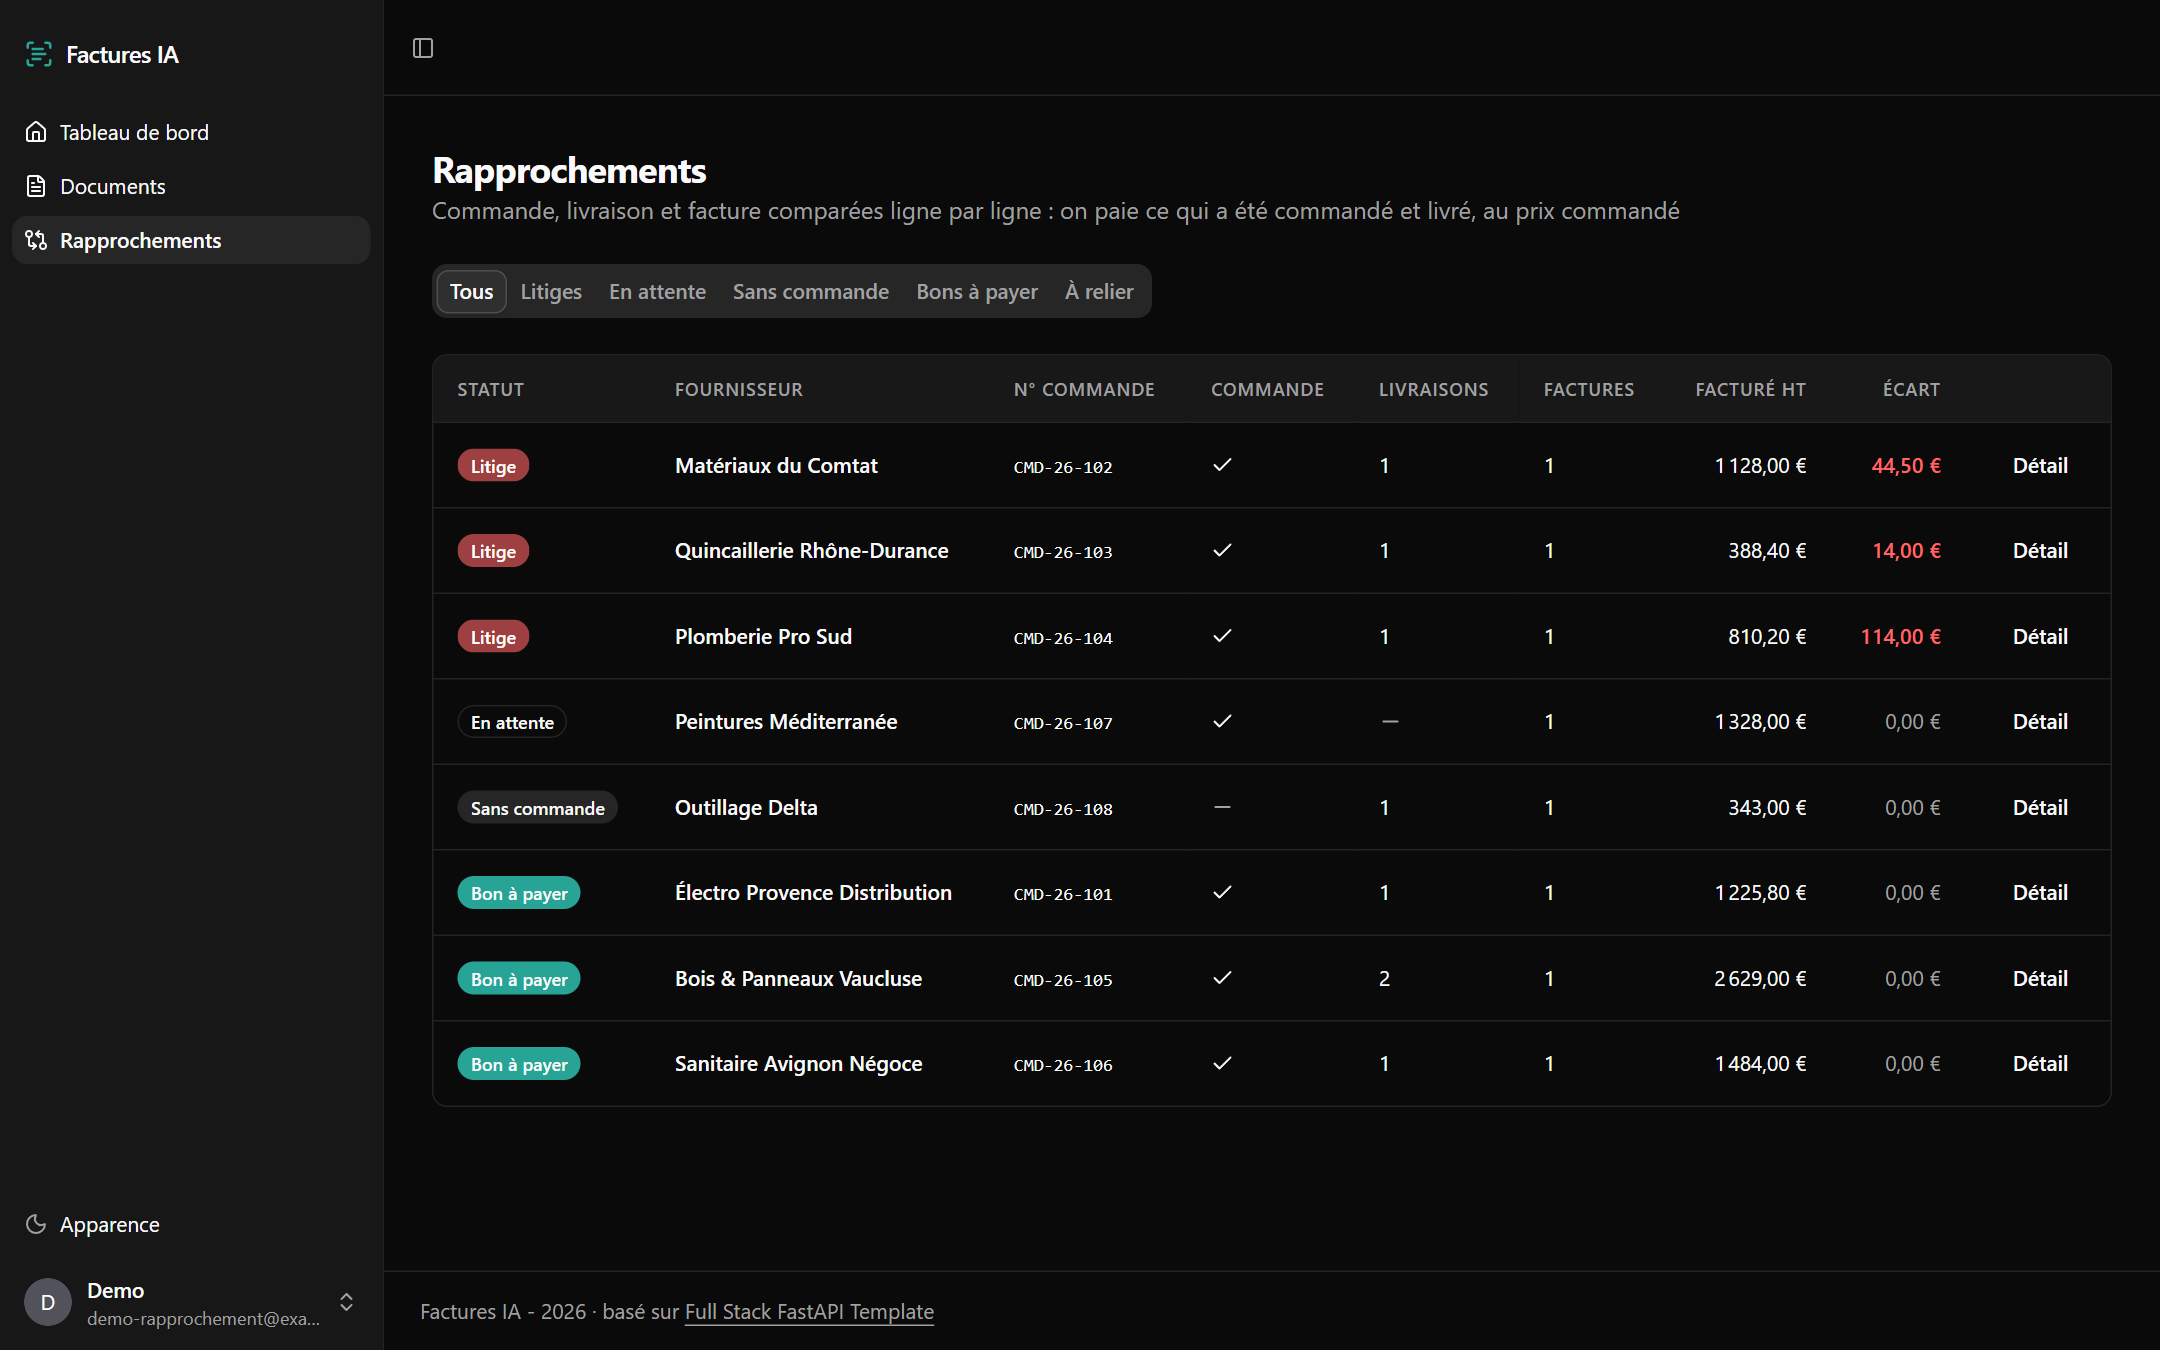 Factures IA
Tableau de bord
Documents
Rapprochements
Apparence
D
Demo
demo-rapprochement@exa...
Rapprochements
Commande, livraison et facture comparées ligne par ligne : on paie ce qui a été commandé et livré, au prix commandé
Tous Litiges En attente Sans commande Bons à payer À relier
STATUT FOURNISSEUR N° COMMANDE COMMANDE LIVRAISONS FACTURES FACTURÉ HT ÉCART
Litige Matériaux du Comtat CMD-26-102 ✓ 1 1 1 128,00 € 44,50 € Détail
Litige Quincaillerie Rhône-Durance CMD-26-103 ✓ 1 1 388,40 € 14,00 € Détail
Litige Plomberie Pro Sud CMD-26-104 ✓ 1 1 810,20 € 114,00 € Détail
En attente Peintures Méditerranée CMD-26-107 ✓ — 1 1 328,00 € 0,00 € Détail
Sans commande Outillage Delta CMD-26-108 — 1 1 343,00 € 0,00 € Détail
Bon à payer Électro Provence Distribution CMD-26-101 ✓ 1 1 1 225,80 € 0,00 € Détail
Bon à payer Bois & Panneaux Vaucluse CMD-26-105 ✓ 2 1 2 629,00 € 0,00 € Détail
Bon à payer Sanitaire Avignon Négoce CMD-26-106 ✓ 1 1 1 484,00 € 0,00 € Détail
Factures IA - 2026 · basé sur Full Stack FastAPI Template